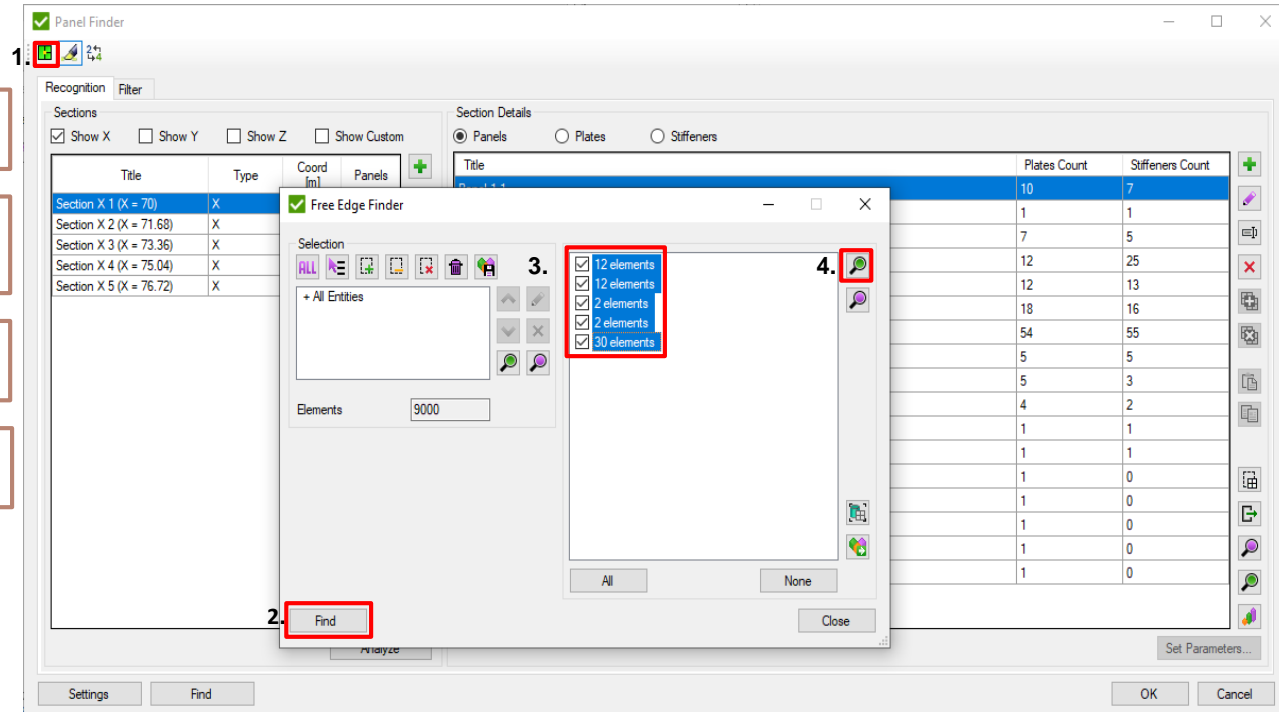 Panel Finder
1.
Recognition Filter
Sections
Show X Show Y Show Z Show Custom
Title Type Coord [m] Panels
Section X 1 (X = 70) X
Section X 2 (X = 71.68) X
Section X 3 (X = 73.36) X
Section X 4 (X = 75.04) X
Section X 5 (X = 76.72) X
Analyze
Section Details
Panels Plates Stiffeners
Title Plates Count Stiffeners Count
Panel 1.1 10 7
1 1
7 5
12 25
12 13
18 16
54 55
5 5
5 3
4 2
1 1
1 1
1 0
1 0
1 0
1 0
1 0
Set Parameters...
Free Edge Finder
Selection
ALL
+ All Entities
Elements 9000
3.
12 elements
12 elements
2 elements
2 elements
30 elements
4.
All None
2.
Find Close
Settings Find OK Cancel